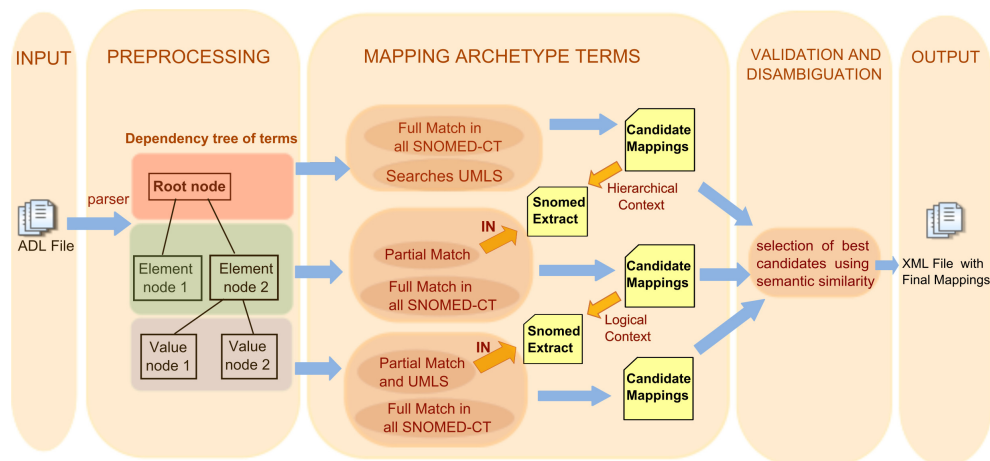 INPUT
PREPROCESSING
MAPPING ARCHETYPE TERMS
VALIDATION AND
DISAMBIGUATION
OUTPUT
Dependency tree of terms
Root node
parser
ADL File
Element
node 1
Element
node 2
Value
node 1
Value
node 2
Full Match in
all SNOMED-CT
Searches UMLS
Candidate
Mappings
Hierarchical
Context
Snomed
Extract
IN
Partial Match
Full Match in
all SNOMED-CT
Candidate
Mappings
Logical
Context
Snomed
Extract
IN
Partial Match
and UMLS
Full Match in
all SNOMED-CT
Candidate
Mappings
selection of best
candidates using
semantic similarity
XML File with
Final Mappings